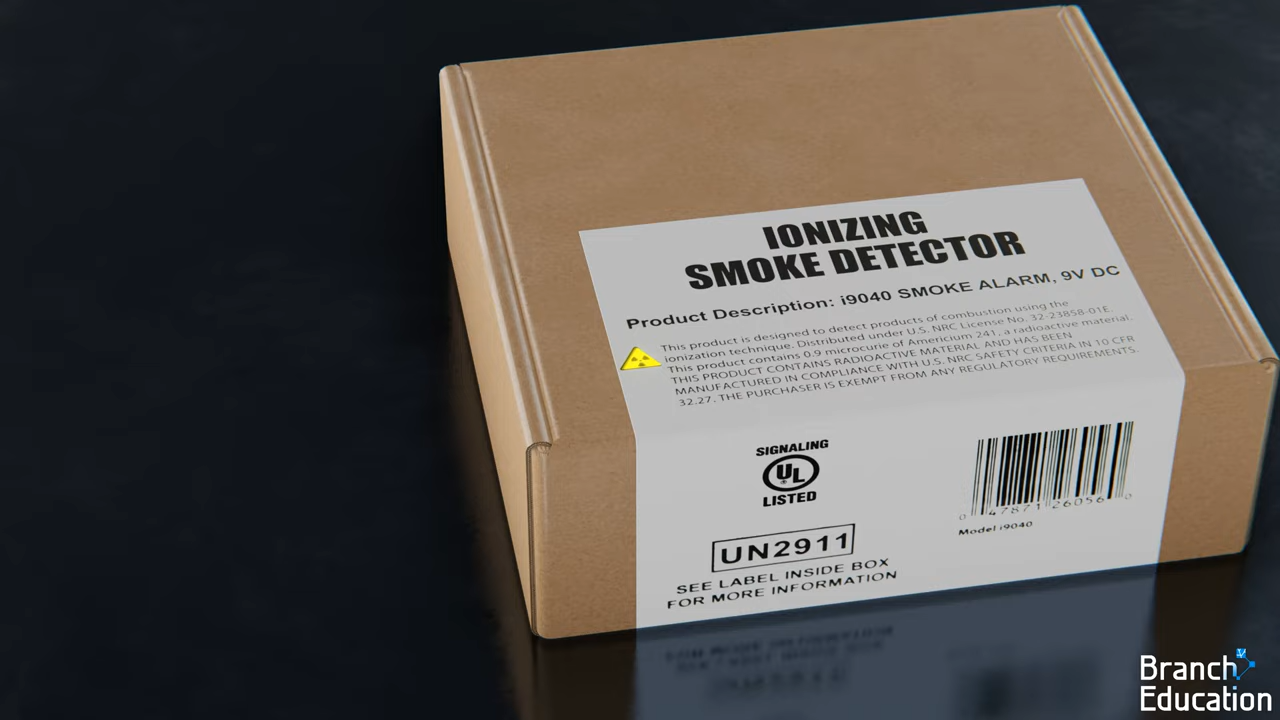 IONIZING
SMOKE DETECTOR
Product Description: i9040 SMOKE ALARM, 9V DC
This product is designed to detect products of combustion using the
ionization technique. Distributed under U.S. NRC License No. 32-23858-01E.
This product contains 0.9 microcurie of Americium 241, a radioactive material.
THIS PRODUCT CONTAINS RADIOACTIVE MATERIAL AND HAS BEEN
MANUFACTURED IN COMPLIANCE WITH U.S. NRC SAFETY CRITERIA IN 10 CFR
32.27. THE PURCHASER IS EXEMPT FROM ANY REGULATORY REQUIREMENTS.
SIGNALING
UL
LISTED
0 47871 26056 0
Model i9040
UN2911
SEE LABEL INSIDE BOX
FOR MORE INFORMATION
Branch
Education